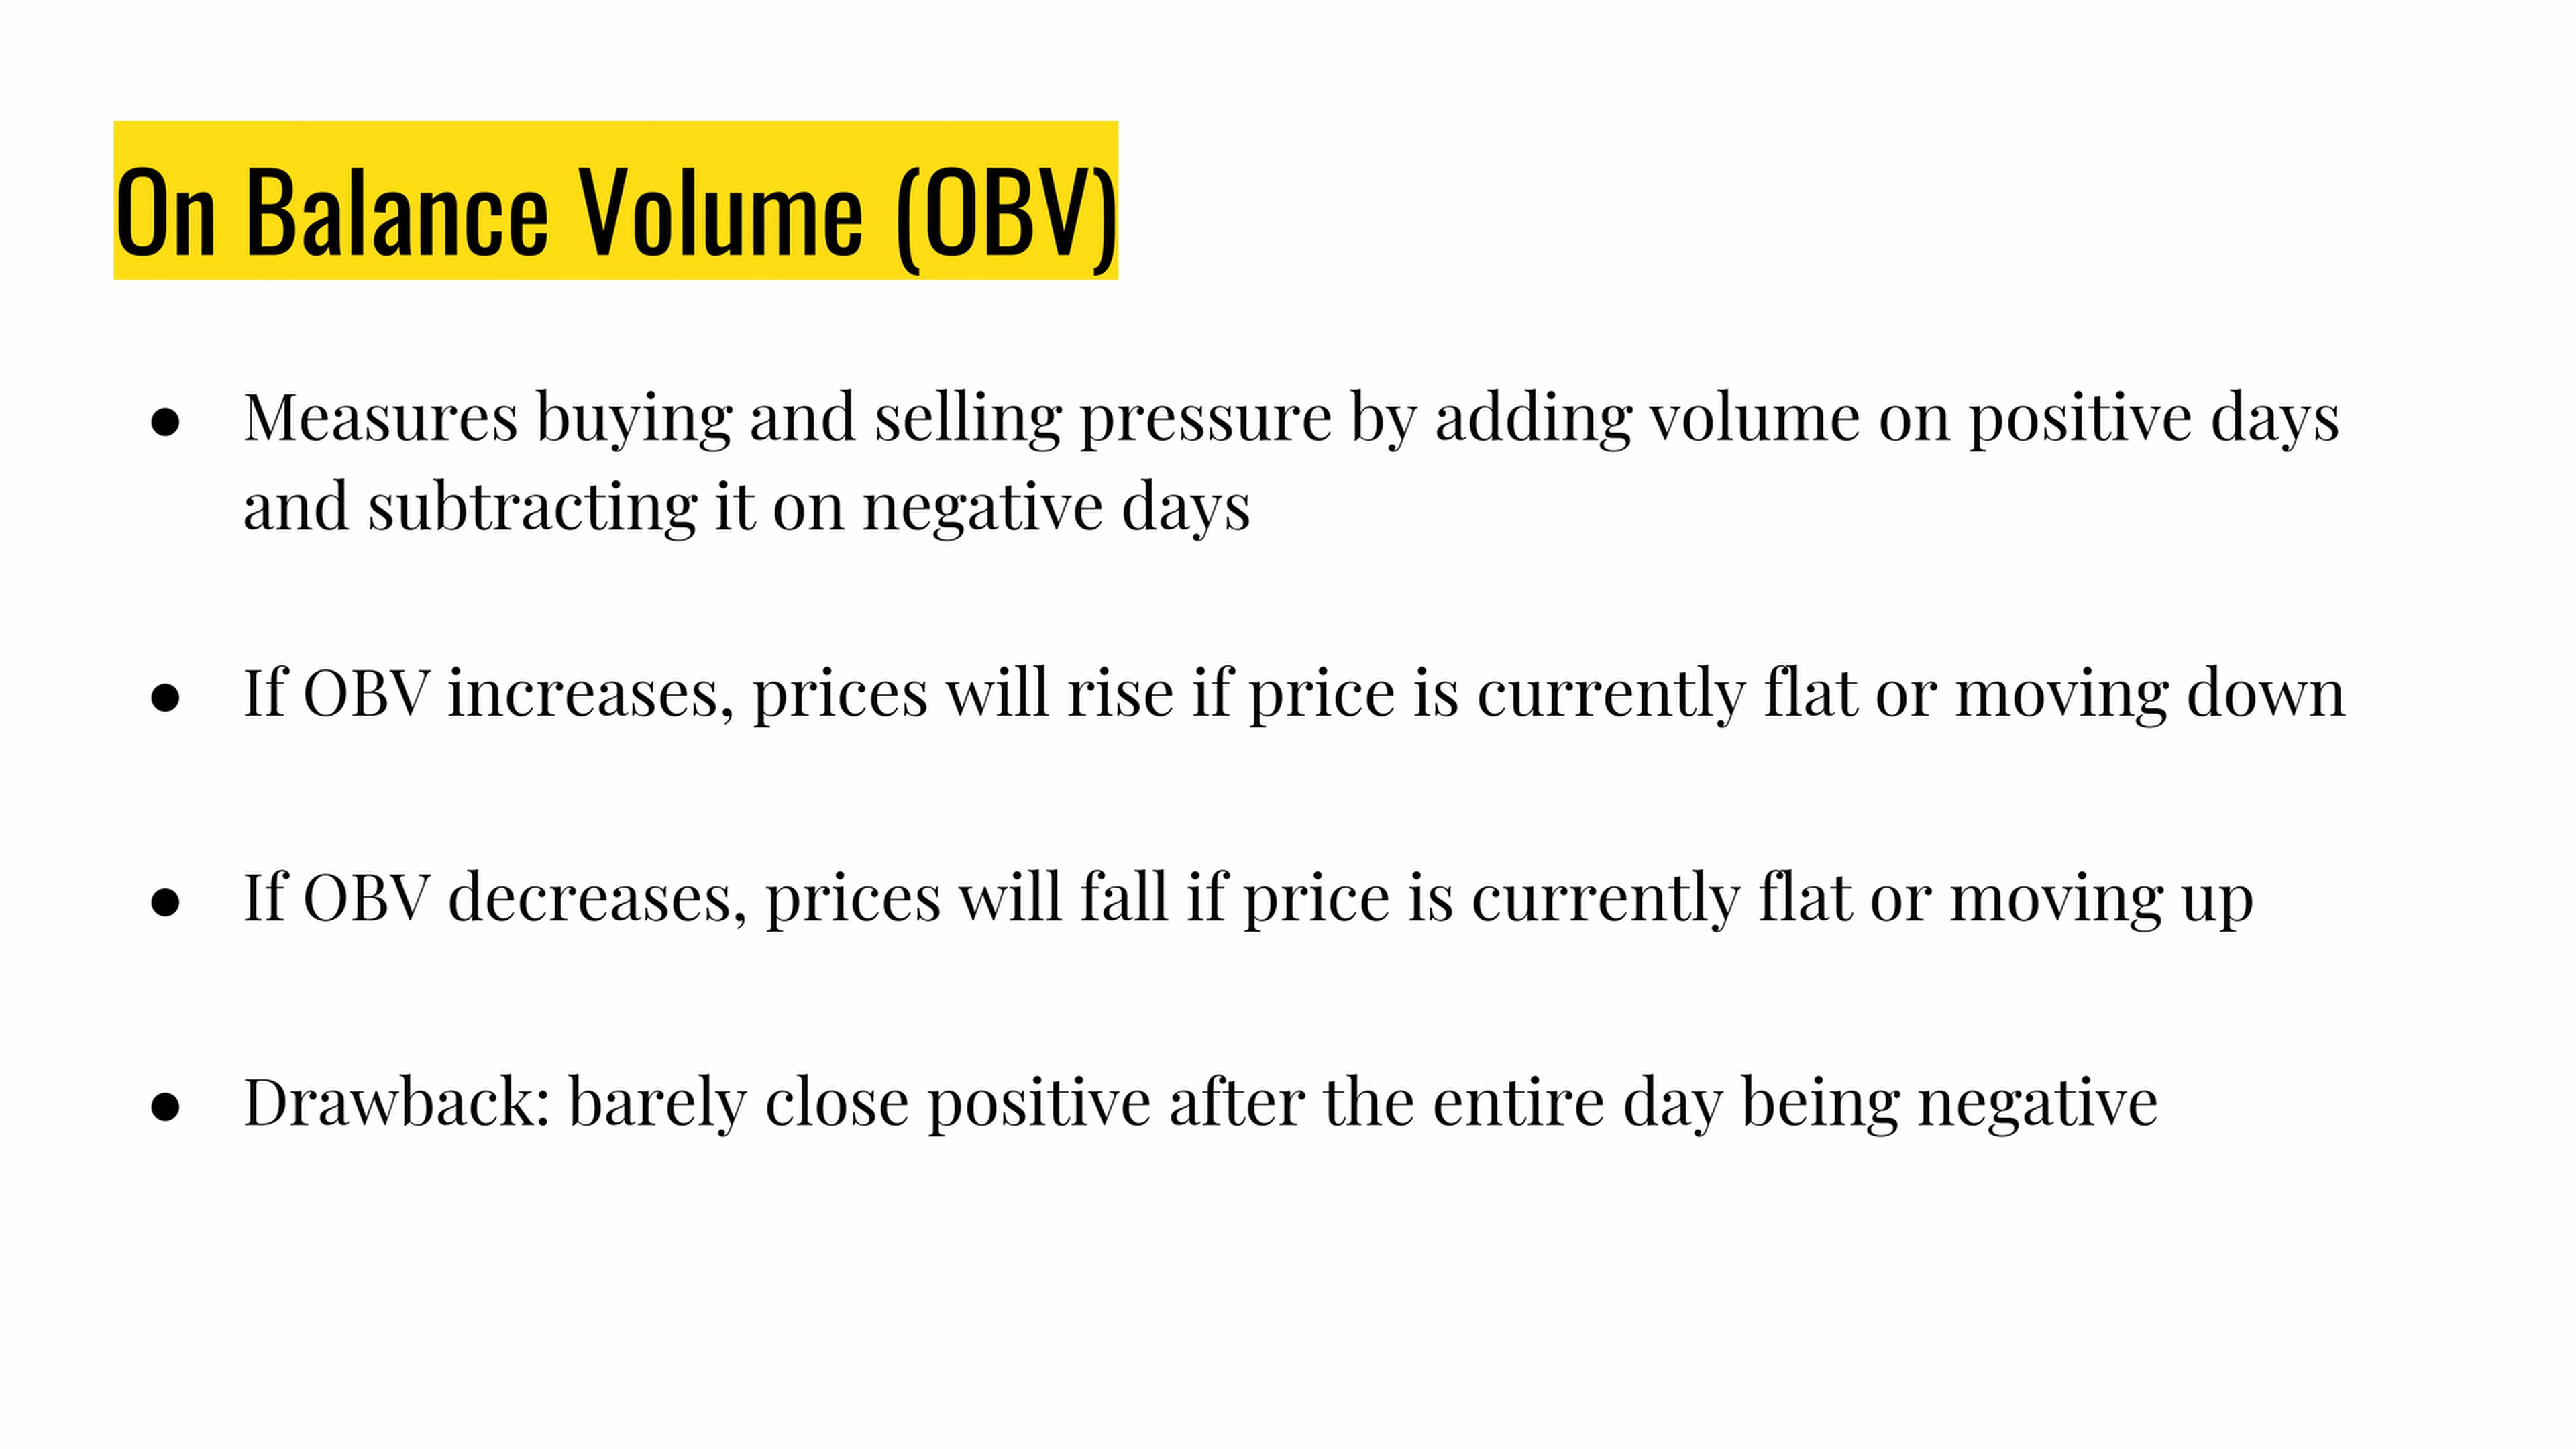 On Balance Volume (OBV)
● Measures buying and selling pressure by adding volume on positive days
and subtracting it on negative days
● If OBV increases, prices will rise if price is currently flat or moving down
● If OBV decreases, prices will fall if price is currently flat or moving up
● Drawback: barely close positive after the entire day being negative